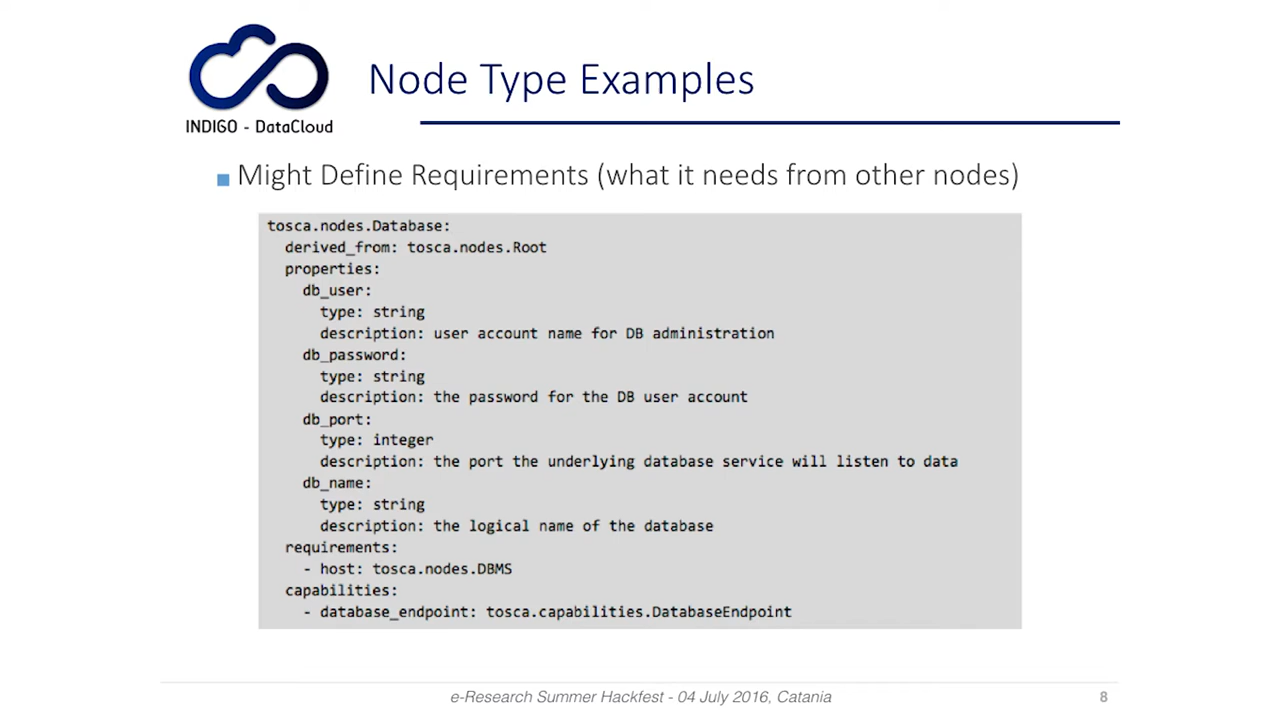 INDIGO - DataCloud
Node Type Examples
Might Define Requirements (what it needs from other nodes)
tosca.nodes.Database:
derived_from: tosca.nodes.Root
properties:
db_user:
type: string
description: user account name for DB administration
db_password:
type: string
description: the password for the DB user account
db_port:
type: integer
description: the port the underlying database service will listen to data
db_name:
type: string
description: the logical name of the database
requirements:
- host: tosca.nodes.DBMS
capabilities:
- database_endpoint: tosca.capabilities.DatabaseEndpoint
e-Research Summer Hackfest - 04 July 2016, Catania
8